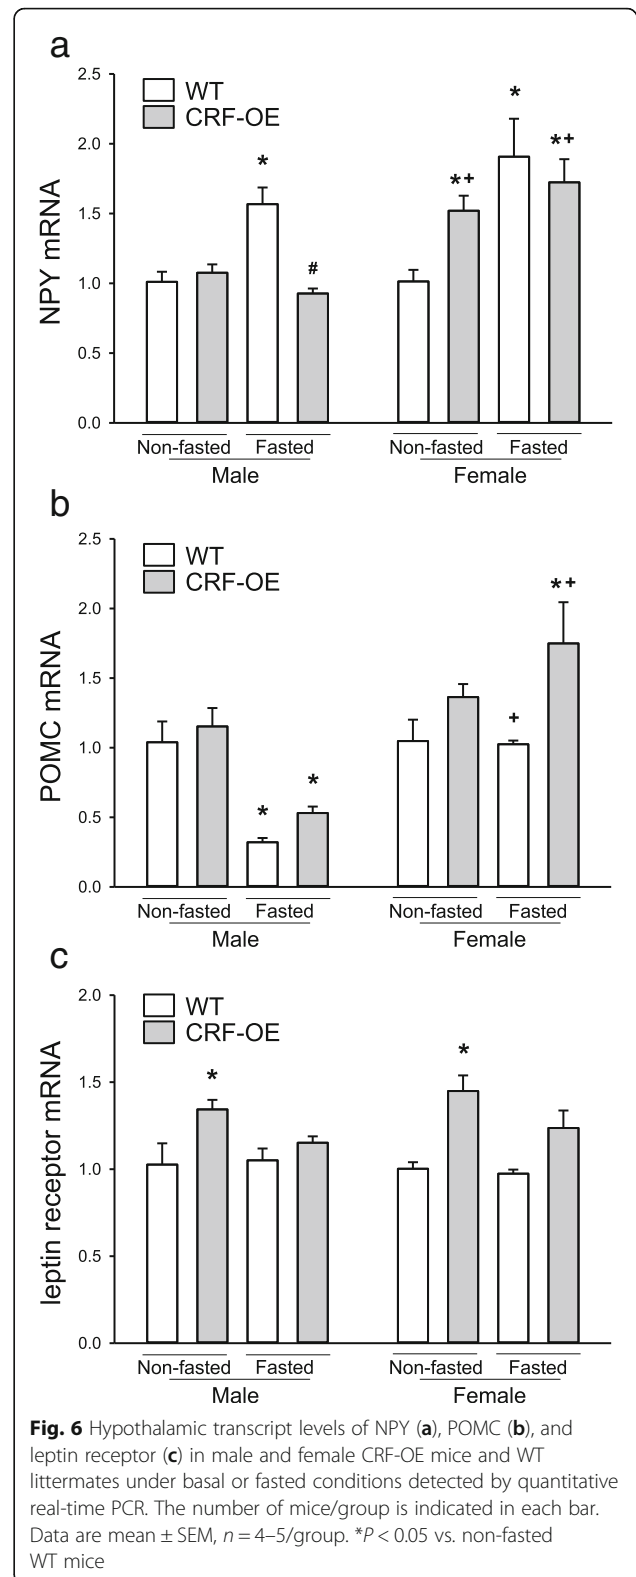 a
2.5
2.0
1.5
1.0
0.5
0.0
NPY mRNA
WT
CRF-OE
*
#
*+
*
*+
Non-fasted Fasted Non-fasted Fasted
Male Female
b
2.5
2.0
1.5
1.0
0.5
0.0
POMC mRNA
WT
CRF-OE
*
*
+
*+
Non-fasted Fasted Non-fasted Fasted
Male Female
c
2.0
1.5
1.0
0.5
0.0
leptin receptor mRNA
WT
CRF-OE
*
*
Non-fasted Fasted Non-fasted Fasted
Male Female
Fig. 6 Hypothalamic transcript levels of NPY (a), POMC (b), and
leptin receptor (c) in male and female CRF-OE mice and WT
littermates under basal or fasted conditions detected by quantitative
real-time PCR. The number of mice/group is indicated in each bar.
Data are mean ± SEM, n = 4–5/group. *P < 0.05 vs. non-fasted
WT mice